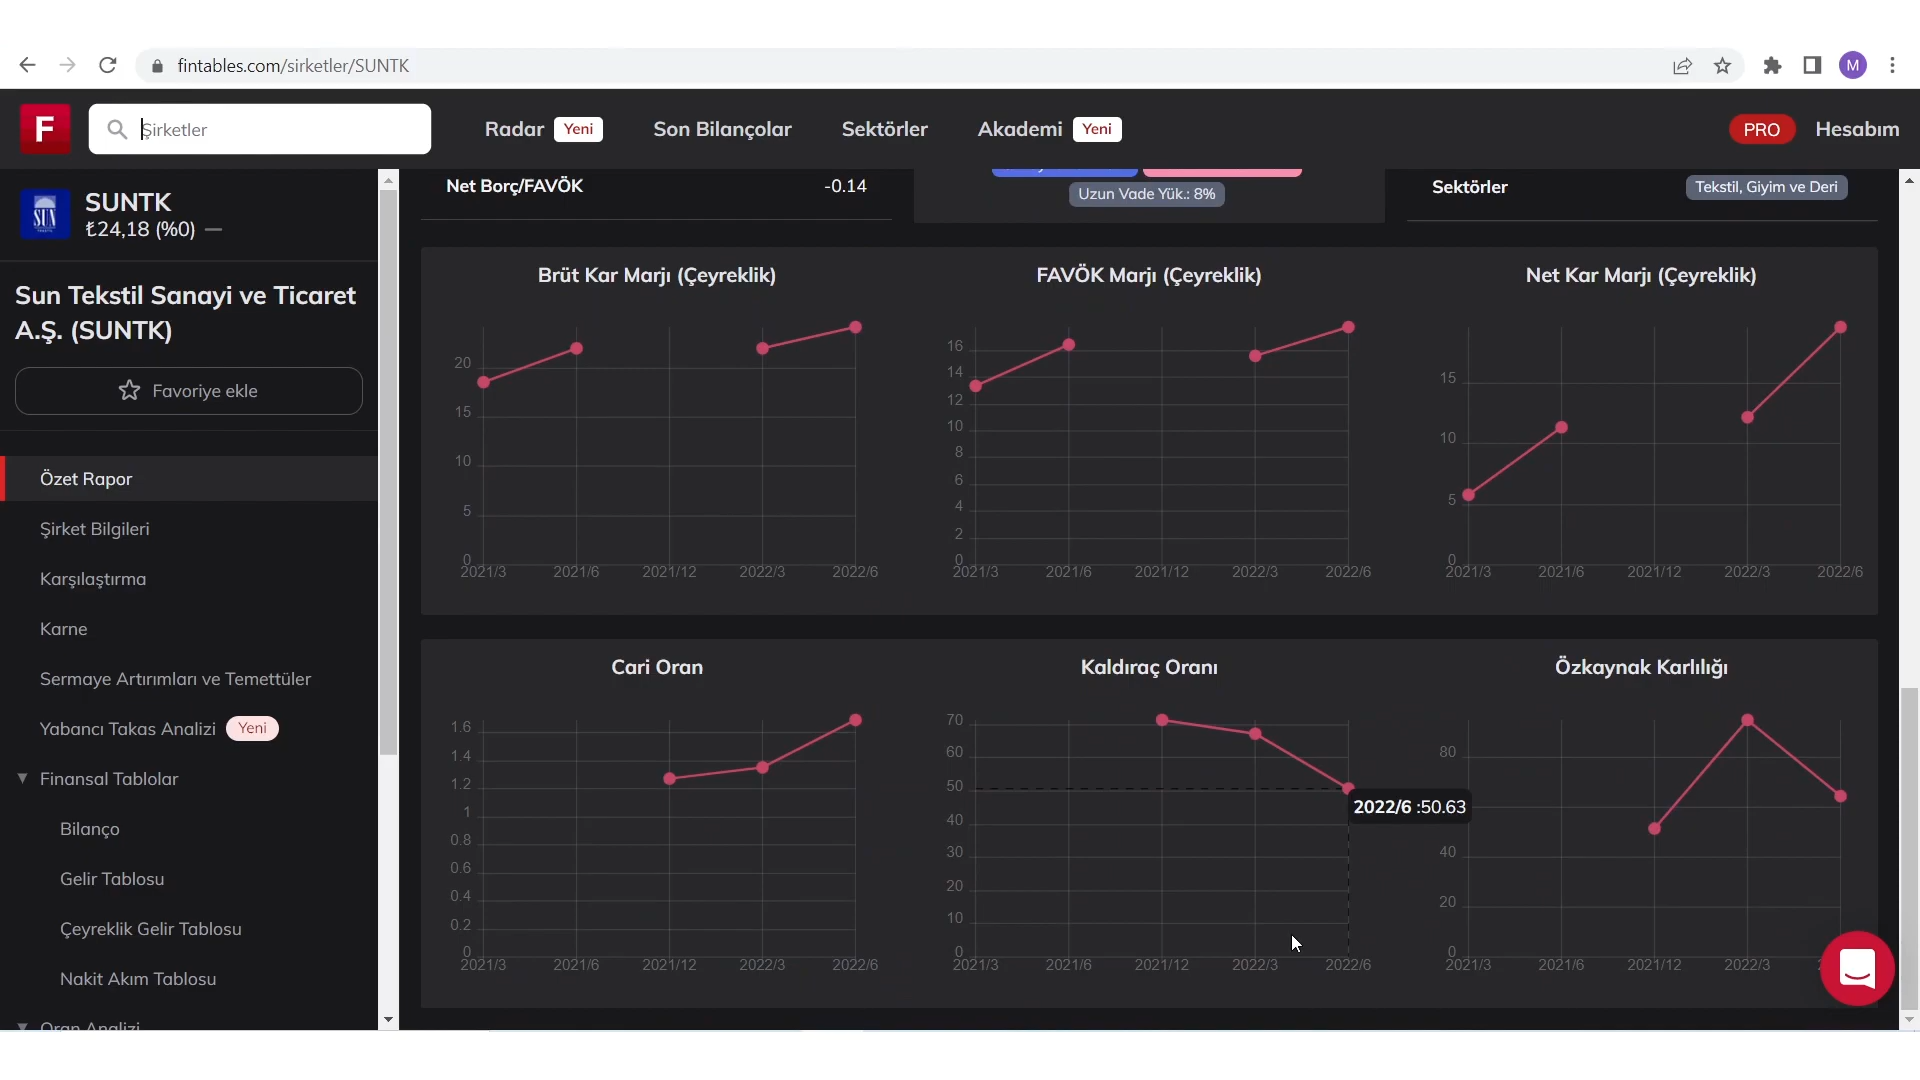 fintables.com/sirketler/SUNTK
M
F
Şirketler
Radar Yeni
Son Bilançolar
Sektörler
Akademi Yeni
PRO
Hesabım
SUN
SUNTK
₺24,18 (%0) —
Sun Tekstil Sanayi ve Ticaret
A.Ş. (SUNTK)
Favoriye ekle
Özet Rapor
Şirket Bilgileri
Karşılaştırma
Karne
Sermaye Artırımları ve Temettüler
Yabancı Takas Analizi Yeni
Finansal Tablolar
Bilanço
Gelir Tablosu
Çeyreklik Gelir Tablosu
Nakit Akım Tablosu
Oran Analizi
Net Borç/FAVÖK -0.14
Uzun Vade Yük.: 8%
Sektörler Tekstil, Giyim ve Deri
Brüt Kar Marjı (Çeyreklik)
20
15
10
5
0
2021/3 2021/6 2021/12 2022/3 2022/6
FAVÖK Marjı (Çeyreklik)
16
14
12
10
8
6
4
2
0
2021/3 2021/6 2021/12 2022/3 2022/6
Net Kar Marjı (Çeyreklik)
15
10
5
0
2021/3 2021/6 2021/12 2022/3 2022/6
Cari Oran
1.6
1.4
1.2
1
0.8
0.6
0.4
0.2
0
2021/3 2021/6 2021/12 2022/3 2022/6
Kaldıraç Oranı
70
60
50
40
30
20
10
0
2022/6 :50.63
2021/3 2021/6 2021/12 2022/3 2022/6
Özkaynak Karlılığı
80
40
20
0
2021/3 2021/6 2021/12 2022/3